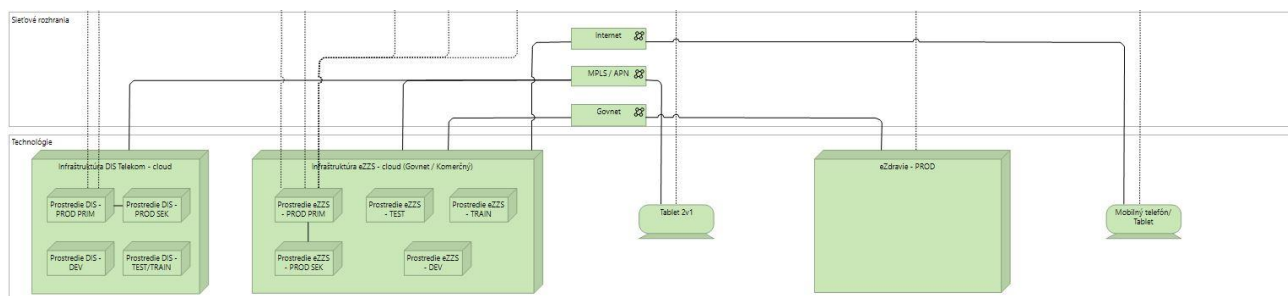 Sieťové rozhrania
Internet
MPLS / APN
Govnet
Technológie
Infraštruktúra DIS Telekom - cloud
Infraštruktúra eZZS - cloud (Govnet / Komerčný)
eZdravie - PROD
Prostredie DIS -
PROD PRIM
Prostredie DIS -
PROD SEK
Prostredie eZZS
- PROD PRIM
Prostredie eZZS
- TEST
Prostredie eZZS
- TRAIN
Tablet 2v1
Mobilný telefón/
Tablet
Prostredie DIS -
DEV
Prostredie DIS -
TEST/TRAIN
Prostredie eZZS
- PROD SEK
Prostredie eZZS
- DEV